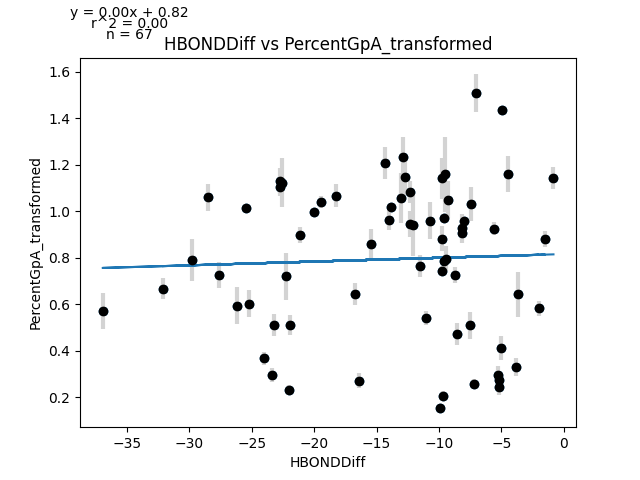 y = 0.00x + 0.82
r^2 = 0.00
n = 67
HBONDDiff vs PercentGpA_transformed
1.6
1.4
1.2
1.0
0.8
0.6
0.4
0.2
PercentGpA_transformed
−35 −30 −25 −20 −15 −10 −5 0
HBONDDiff